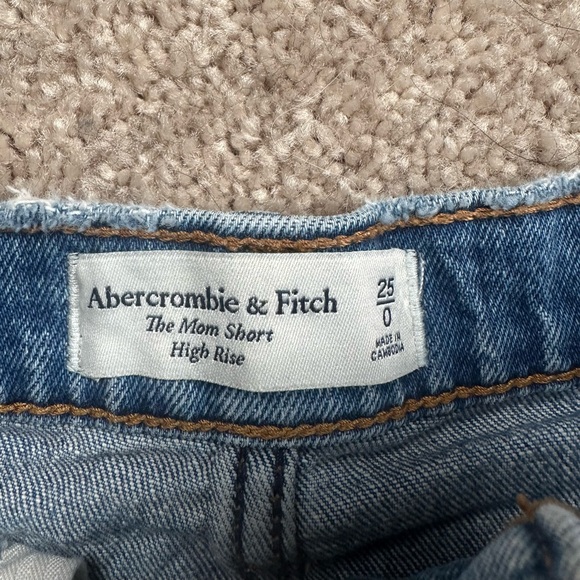 Abercrombie & Fitch
The Mom Short
High Rise
25
0
MADE IN
CAMBODIA